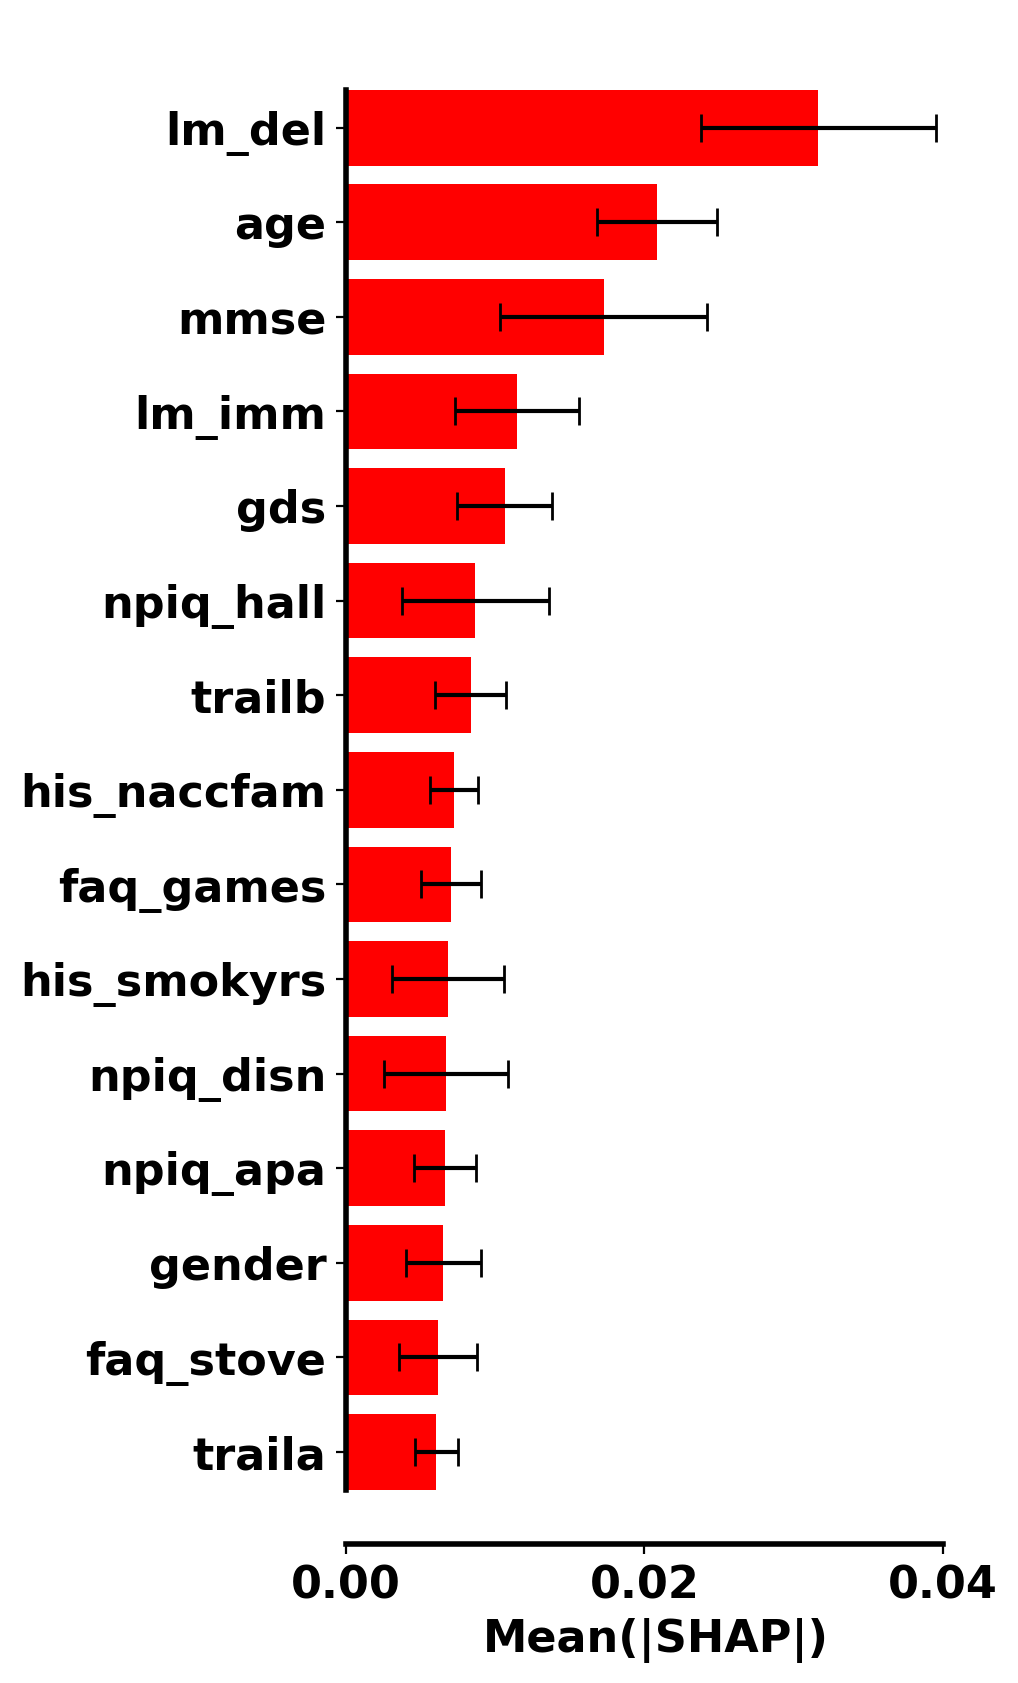 lm_del
age
mmse
lm_imm
gds
npiq_hall
trailb
his_naccfam
faq_games
his_smokyrs
npiq_disn
npiq_apa
gender
faq_stove
traila
0.00 0.02 0.04
Mean(|SHAP|)